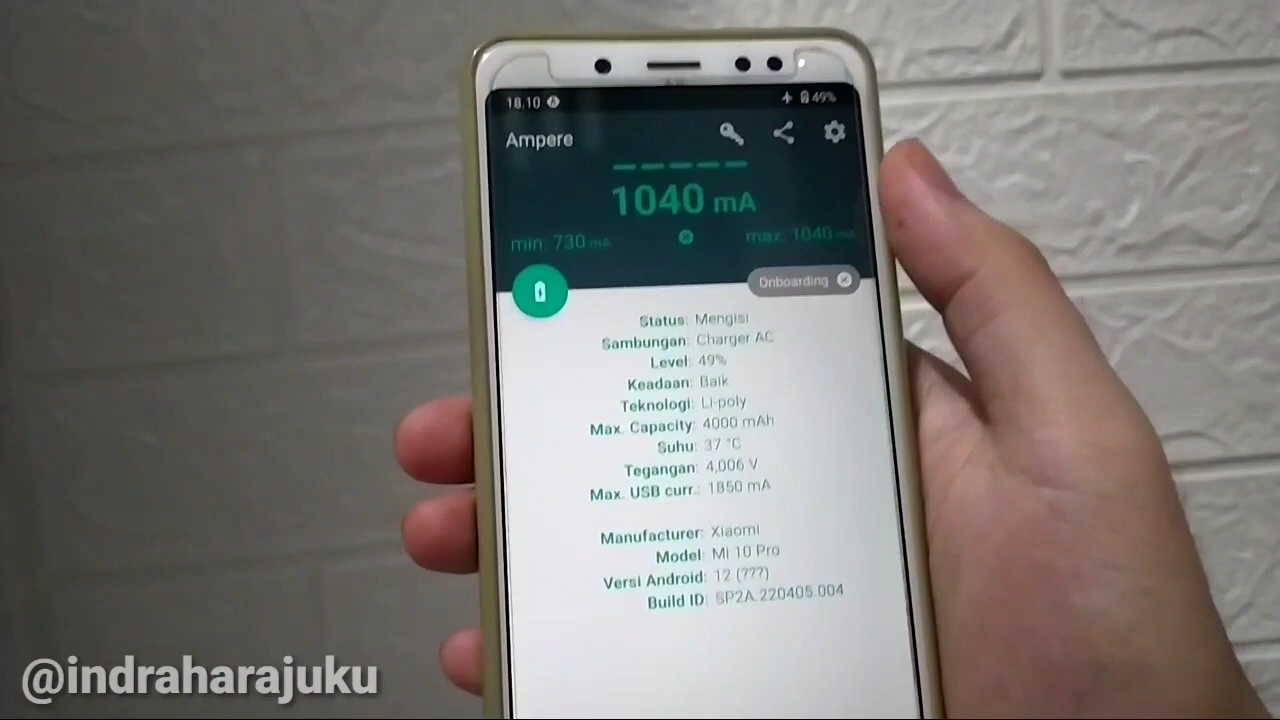 18.10 49%
Ampere
1040 mA
min: 730 mA max: 1040 mA
Onboarding
Status: Mengisi
Sambungan: Charger AC
Level: 49%
Keadaan: Baik
Teknologi: Li-poly
Max. Capacity: 4000 mAh
Suhu: 37 °C
Tegangan: 4,006 V
Max. USB curr.: 1850 mA
Manufacturer: Xiaomi
Model: Mi 10 Pro
Versi Android: 12 (???)
Build ID: SP2A.220405.004
@indraharajuku